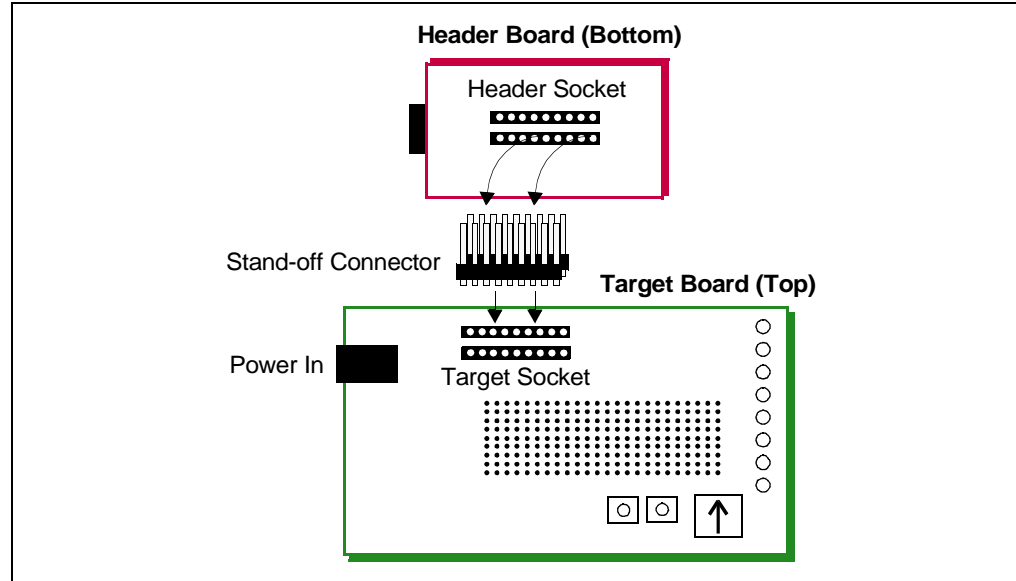 Header Board (Bottom)
Header Socket
Stand-off Connector
Target Board (Top)
Power In
Target Socket